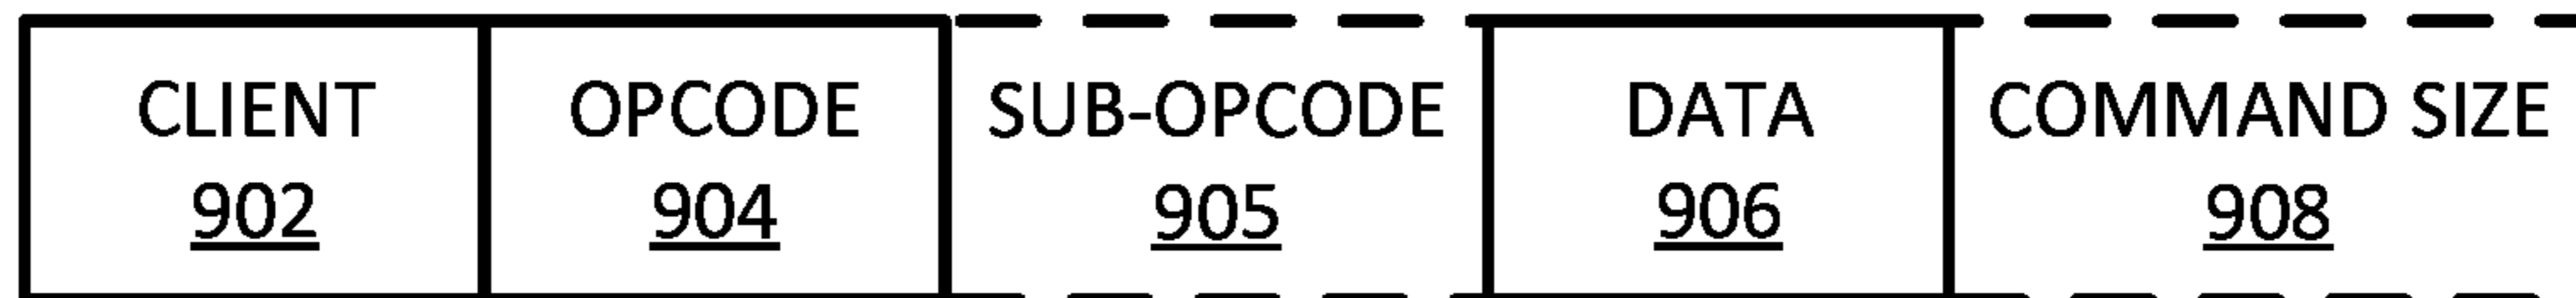 CLIENT OPCODE SUB-OPCODE DATA COMMAND SIZE
902 904 905 906 908